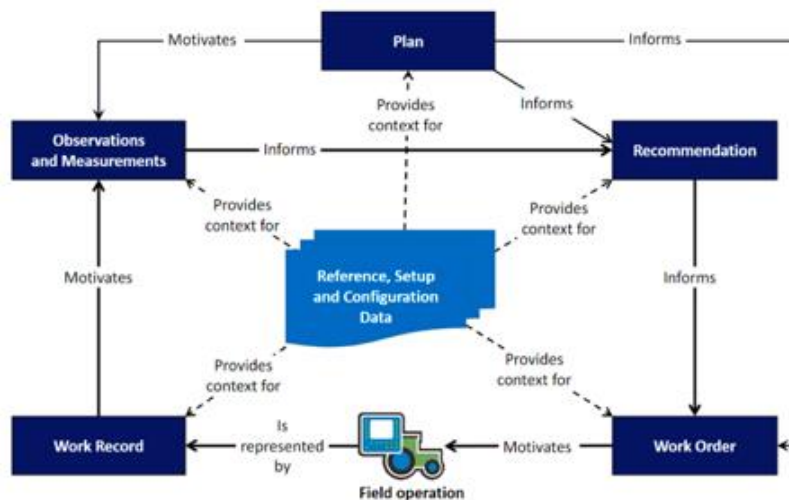 Plan
Motivates
Informs
Provides
context for
Informs
Observations
and Measurements
Informs
Recommendation
Provides
context for
Provides
context for
Motivates
Reference, Setup
and Configuration
Data
Informs
Provides
context for
Provides
context for
Work Record
Is
represented
by
Motivates
Work Order
Field operation